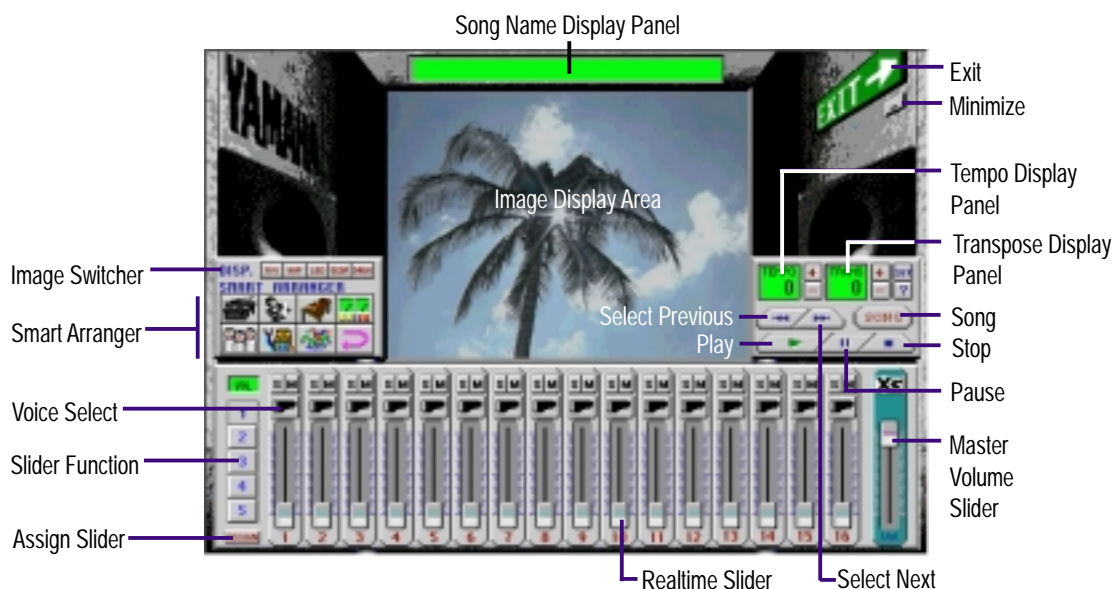 Song Name Display Panel
Exit
Minimize
YAMAHA
EXIT
Image Display Area
Tempo Display
Panel
Transpose Display
Panel
Image Switcher
DISP.
SMART ARRANGER
Smart Arranger
TEMPO
0
+
TRANS
0
+
?
Select Previous
SONG
Song
Play
Stop
Pause
VOL
S M S M S M S M S M S M S M S M S M S M S M S M S M S M S M S M
XG
Voice Select
1
2
Slider Function
3
4
5
Master
Volume
Slider
Assign Slider
1 2 3 4 5 6 7 8 9 10 11 12 13 14 15 16
Realtime Slider
Select Next